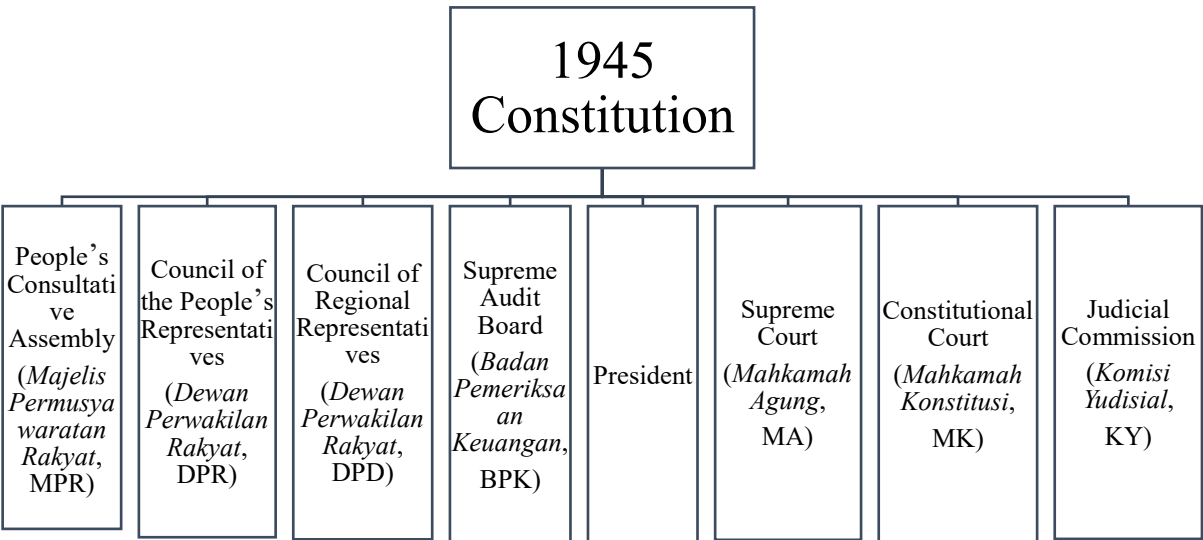 1945
Constitution
People’s
Consultati
ve
Assembly
(Majelis
Permusya
waratan
Rakyat,
MPR)
Council of
the People’s
Representati
ves
(Dewan
Perwakilan
Rakyat,
DPR)
Council of
Regional
Representati
ves
(Dewan
Perwakilan
Rakyat,
DPD)
Supreme
Audit
Board
(Badan
Pemeriksa
an
Keuangan,
BPK)
President
Supreme
Court
(Mahkamah
Agung,
MA)
Constitutional
Court
(Mahkamah
Konstitusi,
MK)
Judicial
Commission
(Komisi
Yudisial,
KY)